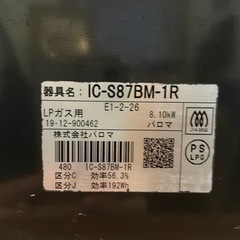 器具名：IC-S87BM-1R
E1-2-26
LPガス用 8.10kW
19・12-900462 パロマ
株式会社パロマ
PS
LPG
480 IC-S87BM-1R
区分C 効率56.3%
区分J 効率192Wh